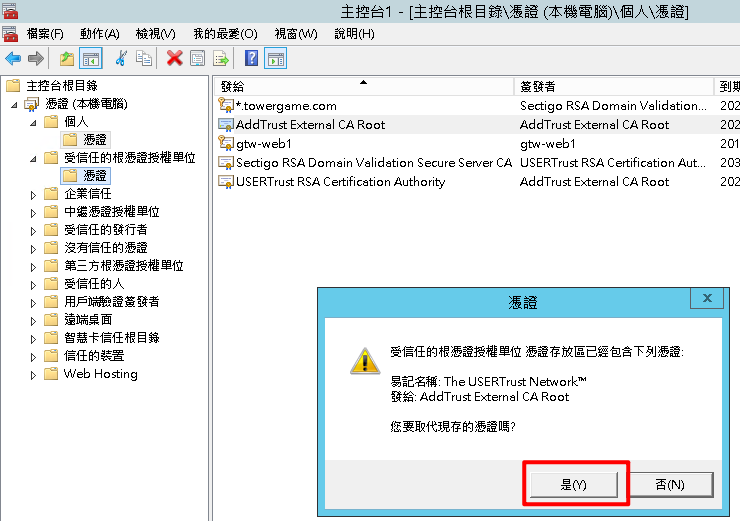 主控台1 - [主控台根目錄\憑證 (本機電腦)\個人\憑證]
檔案(F) 動作(A) 檢視(V) 我的最愛(O) 視窗(W) 說明(H)
主控台根目錄
憑證 (本機電腦)
個人
憑證
受信任的根憑證授權單位
憑證
企業信任
中繼憑證授權單位
受信任的發行者
沒有信任的憑證
第三方根憑證授權單位
受信任的人
用戶端驗證簽發者
遠端桌面
智慧卡信任根目錄
信任的裝置
Web Hosting
發給 簽發者 到期
*.towergame.com Sectigo RSA Domain Validation... 202
AddTrust External CA Root AddTrust External CA Root 202
gtw-web1 gtw-web1 201
Sectigo RSA Domain Validation Secure Server CA USERTrust RSA Certification Aut... 203
USERTrust RSA Certification Authority AddTrust External CA Root 202
憑證
x
受信任的根憑證授權單位 憑證存放區已經包含下列憑證:
易記名稱: The USERTrust Network™
發給: AddTrust External CA Root
您要取代現存的憑證嗎?
是(Y) 否(N)